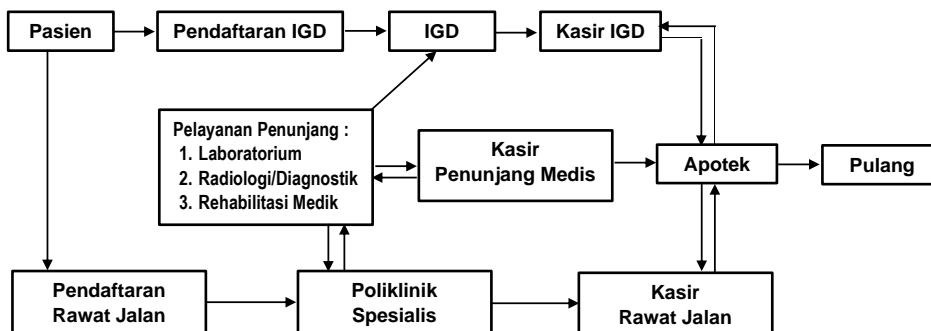 Pasien
Pendaftaran IGD
IGD
Kasir IGD
Pelayanan Penunjang :
1. Laboratorium
2. Radiologi/Diagnostik
3. Rehabilitasi Medik
Kasir
Penunjang Medis
Apotek
Pulang
Pendaftaran
Rawat Jalan
Poliklinik
Spesialis
Kasir
Rawat Jalan